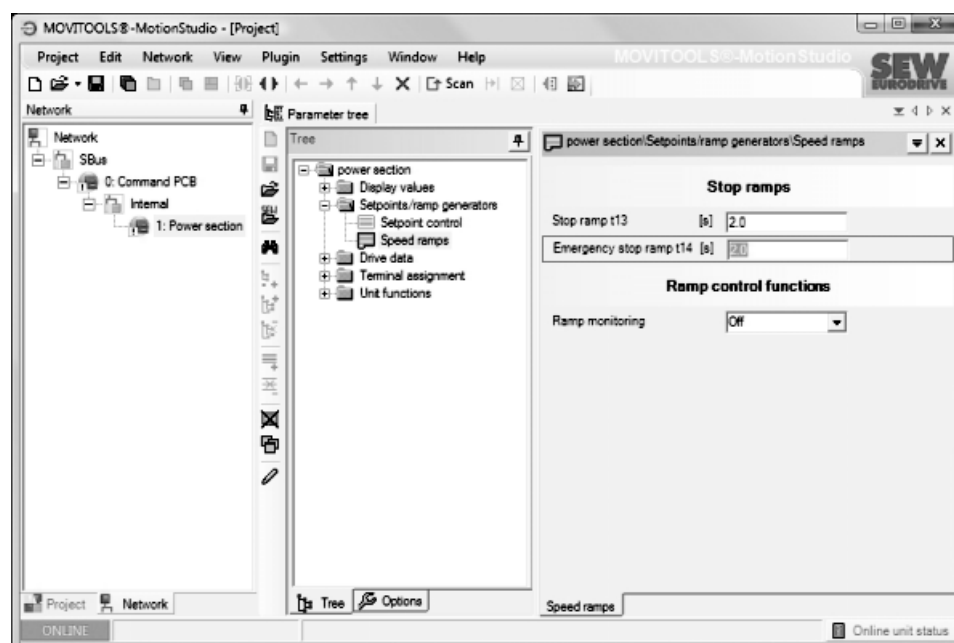 MOVITOOLS®-MotionStudio - [Project]
Project Edit Network View Plugin Settings Window Help
MOVITOOLS®-MotionStudio
SEW
EURODRIVE
Scan
Network
Network
SBus
0: Command PCB
Internal
1: Power section
Project Network
Parameter tree
Tree
power section
Display values
Setpoints/ramp generators
Setpoint control
Speed ramps
Drive data
Terminal assignment
Unit functions
Tree Options
power section\Setpoints/ramp generators\Speed ramps
Stop ramps
Stop ramp t13 [s] 2.0
Emergency stop ramp t14 [s] 2.0
Ramp control functions
Ramp monitoring Off
Speed ramps
ONLINE
Online unit status